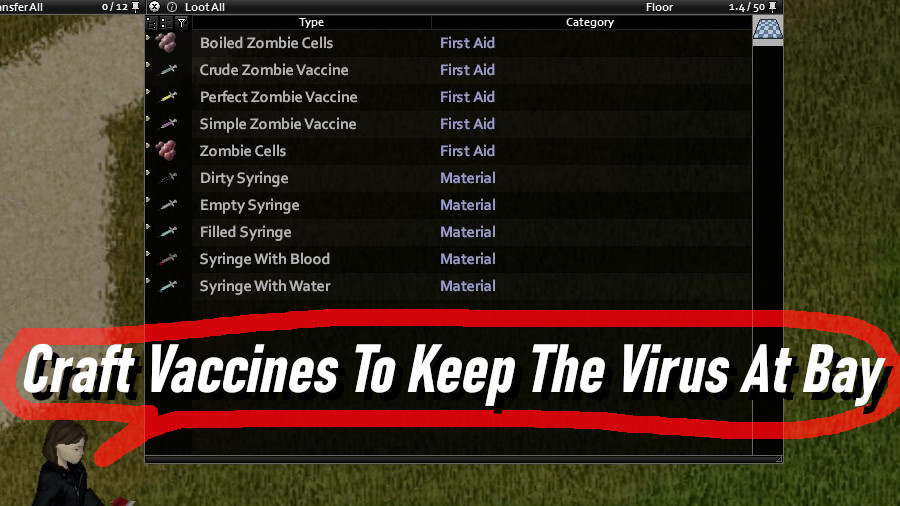 nsfer All 0 / 12 Loot All Floor 1.4 / 50
Type Category
Boiled Zombie Cells First Aid
Crude Zombie Vaccine First Aid
Perfect Zombie Vaccine First Aid
Simple Zombie Vaccine First Aid
Zombie Cells First Aid
Dirty Syringe Material
Empty Syringe Material
Filled Syringe Material
Syringe With Blood Material
Syringe With Water Material
Craft Vaccines To Keep The Virus At Bay